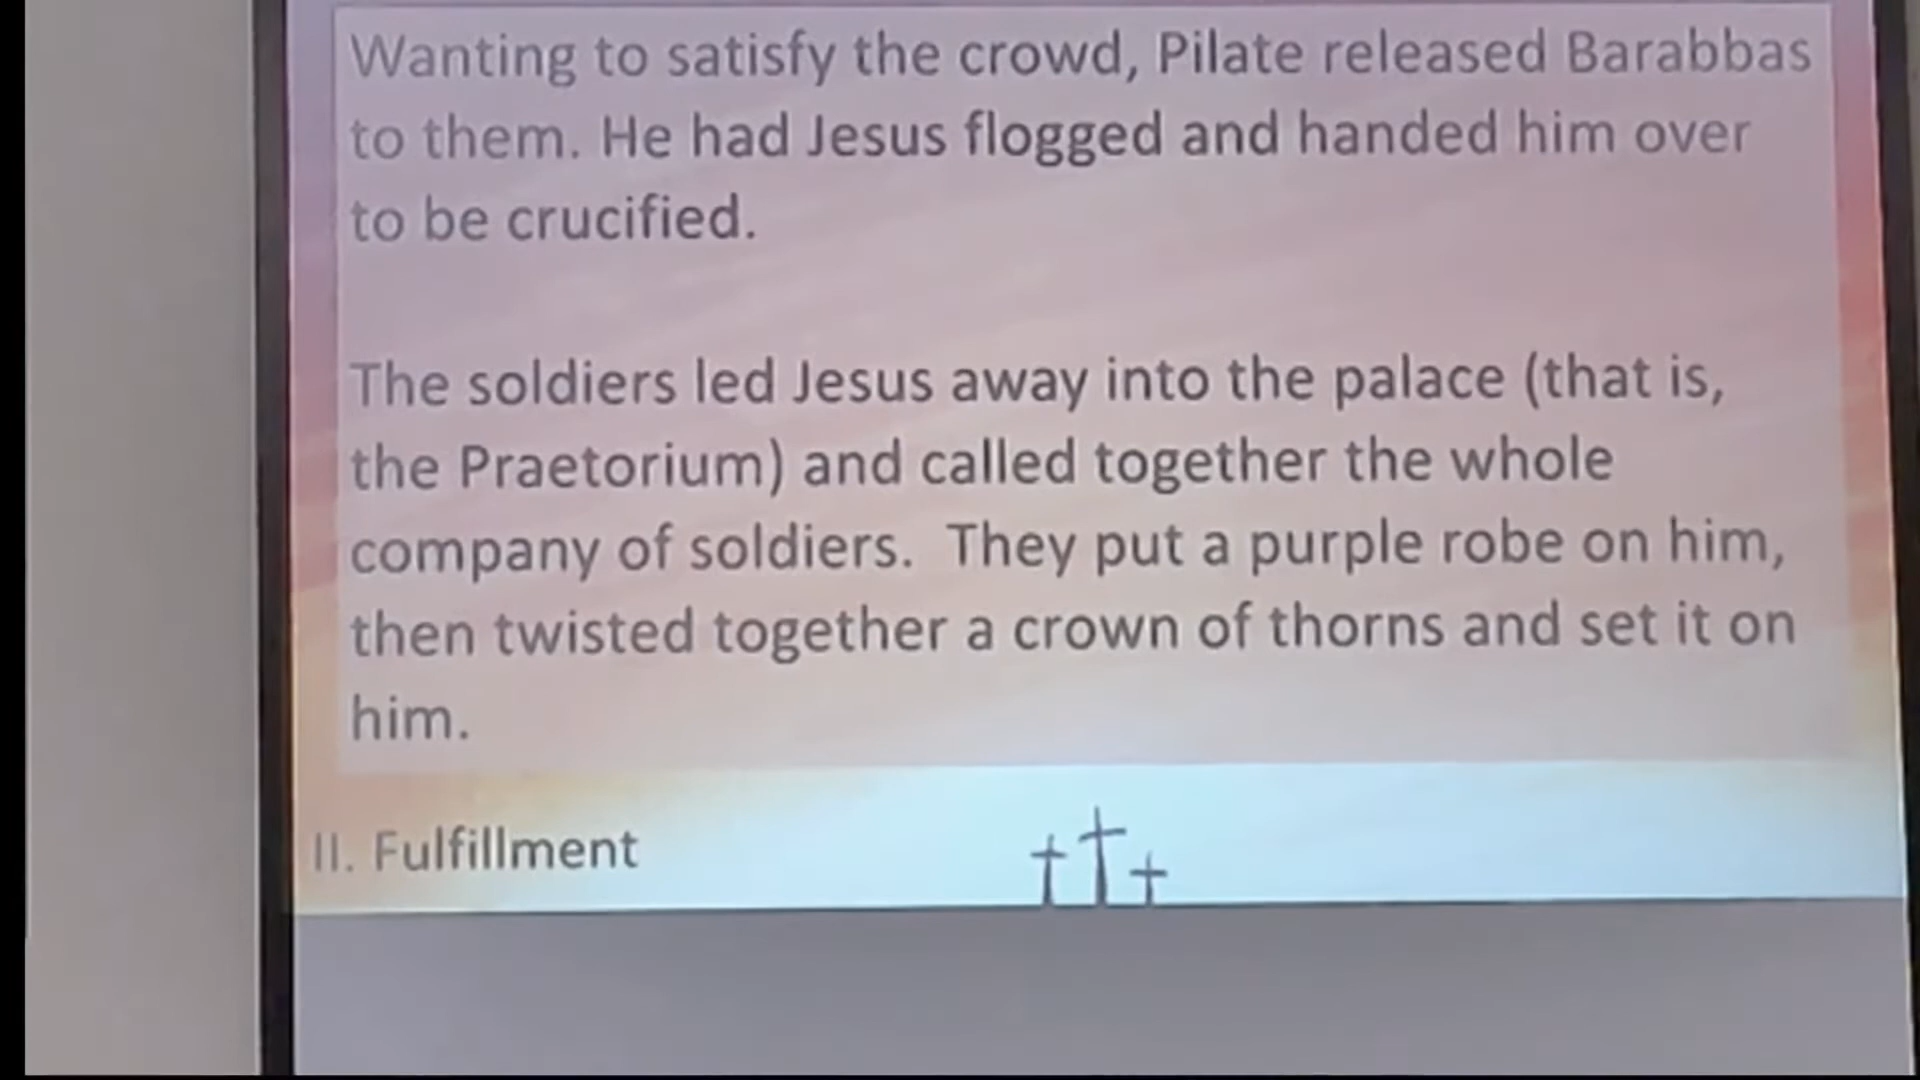 Wanting to satisfy the crowd, Pilate released Barabbas
to them. He had Jesus flogged and handed him over
to be crucified.
The soldiers led Jesus away into the palace (that is,
the Praetorium) and called together the whole
company of soldiers.  They put a purple robe on him,
then twisted together a crown of thorns and set it on
him.
II. Fulfillment